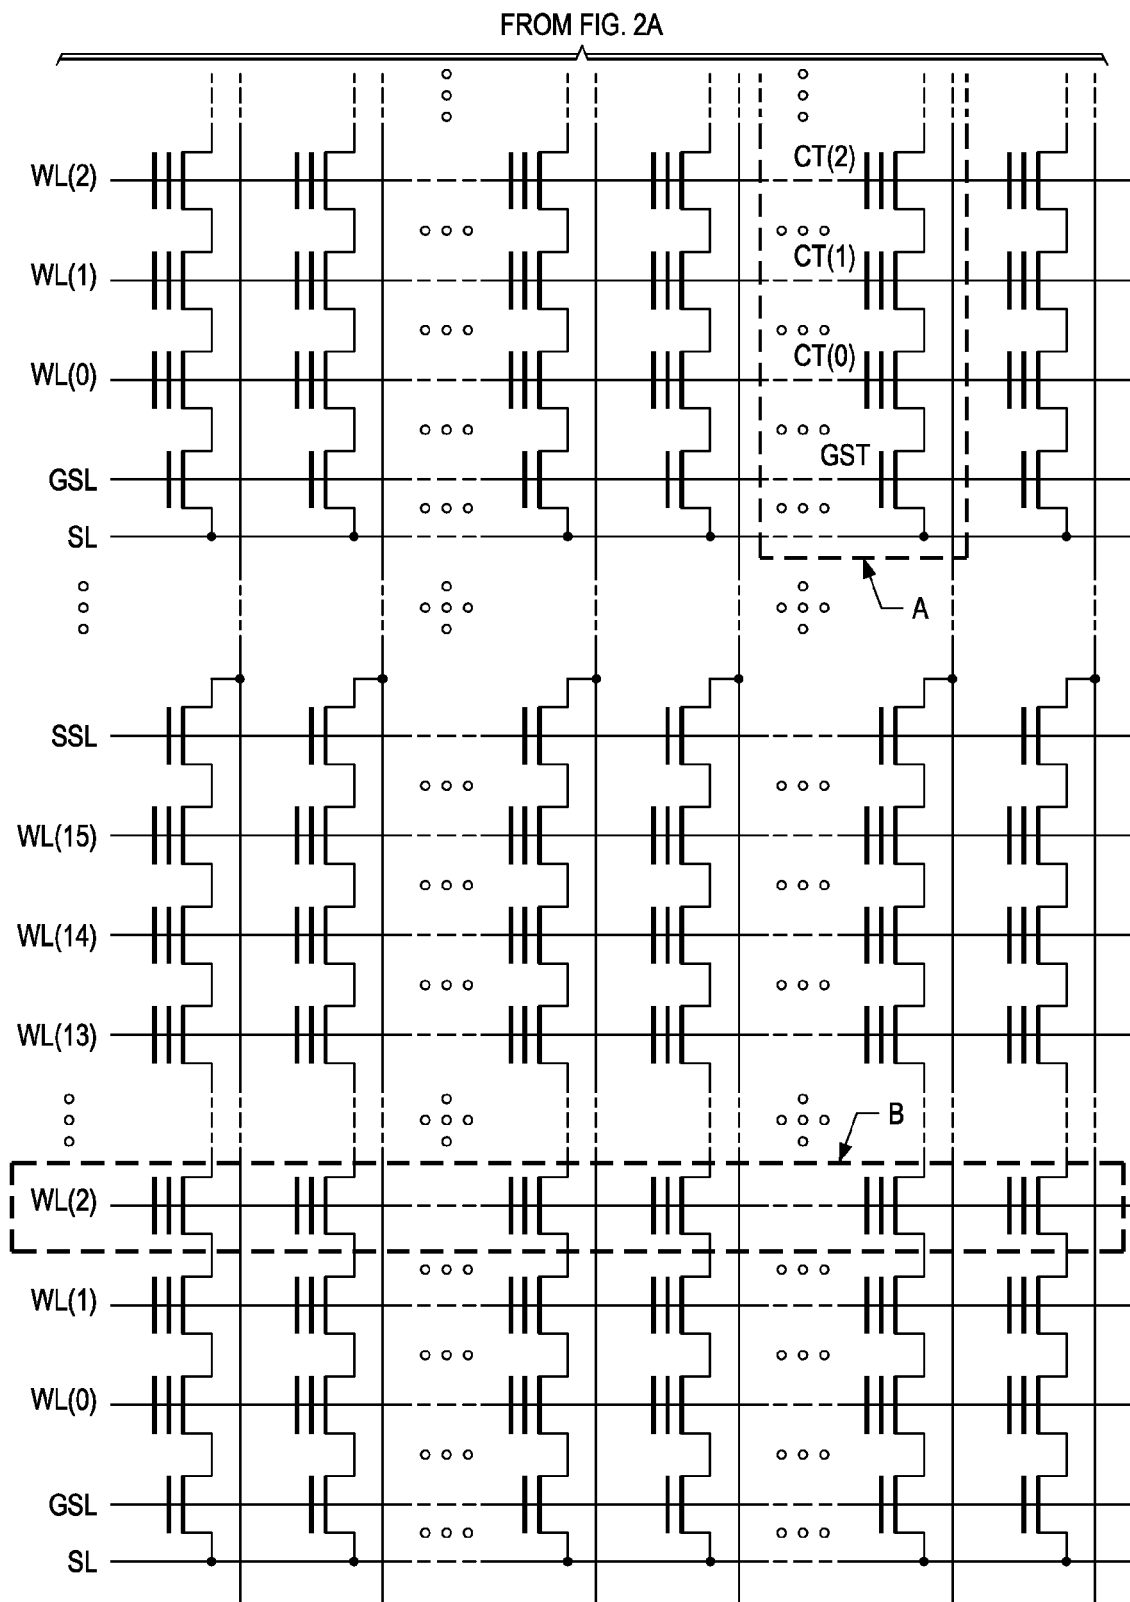 FROM FIG. 2A
WL(2)
CT(2)
WL(1)
CT(1)
WL(0)
CT(0)
GSL
GST
SL
A
SSL
WL(15)
WL(14)
WL(13)
B
WL(2)
WL(1)
WL(0)
GSL
SL